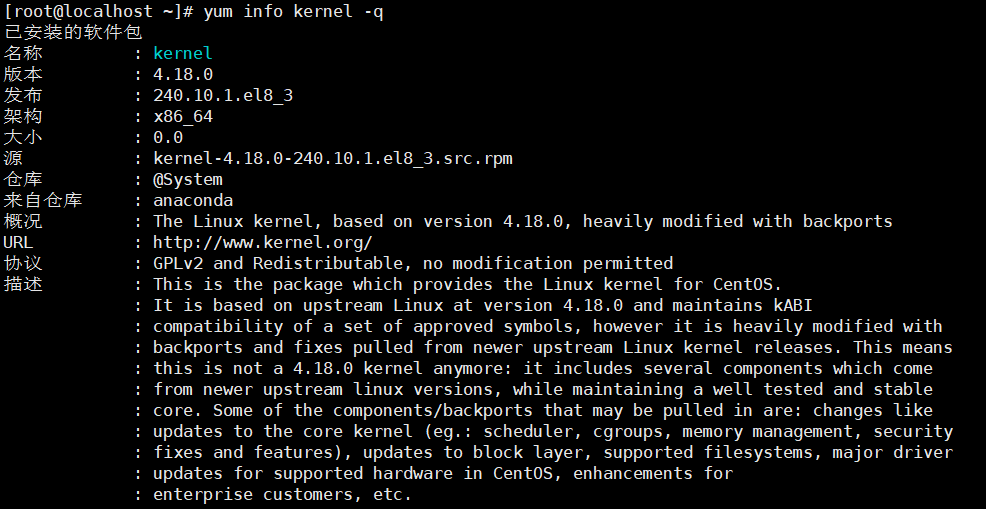 [root@localhost ~]# yum info kernel -q
已安装的软件包
名称 : kernel
版本 : 4.18.0
发布 : 240.10.1.el8_3
架构 : x86_64
大小 : 0.0
源 : kernel-4.18.0-240.10.1.el8_3.src.rpm
仓库 : @System
来自仓库 : anaconda
概况 : The Linux kernel, based on version 4.18.0, heavily modified with backports
URL : http://www.kernel.org/
协议 : GPLv2 and Redistributable, no modification permitted
描述 : This is the package which provides the Linux kernel for CentOS.
: It is based on upstream Linux at version 4.18.0 and maintains kABI
: compatibility of a set of approved symbols, however it is heavily modified with
: backports and fixes pulled from newer upstream Linux kernel releases. This means
: this is not a 4.18.0 kernel anymore: it includes several components which come
: from newer upstream linux versions, while maintaining a well tested and stable
: core. Some of the components/backports that may be pulled in are: changes like
: updates to the core kernel (eg.: scheduler, cgroups, memory management, security
: fixes and features), updates to block layer, supported filesystems, major driver
: updates for supported hardware in CentOS, enhancements for
: enterprise customers, etc.